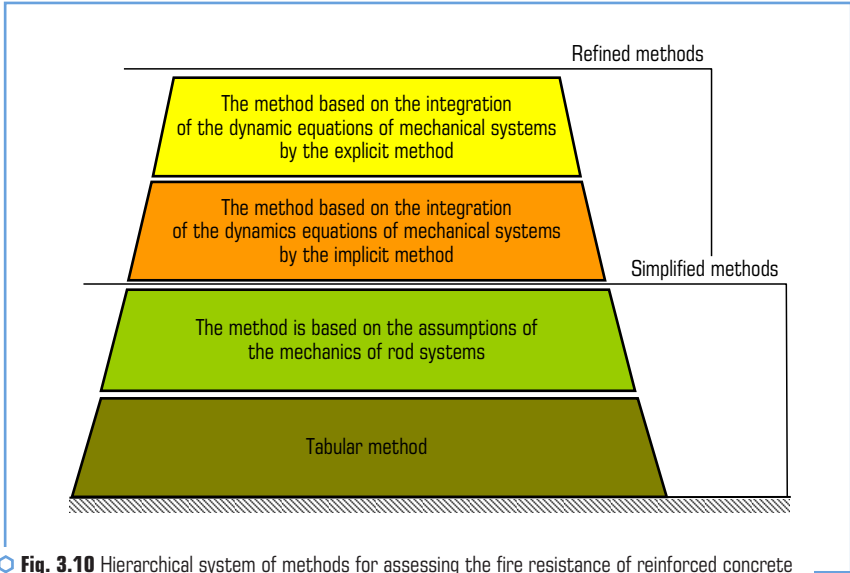 Refined methods
The method based on the integration
of the dynamic equations of mechanical systems
by the explicit method
The method based on the integration
of the dynamics equations of mechanical systems
by the implicit method
Simplified methods
The method is based on the assumptions of
the mechanics of rod systems
Tabular method
Fig. 3.10 Hierarchical system of methods for assessing the fire resistance of reinforced concrete